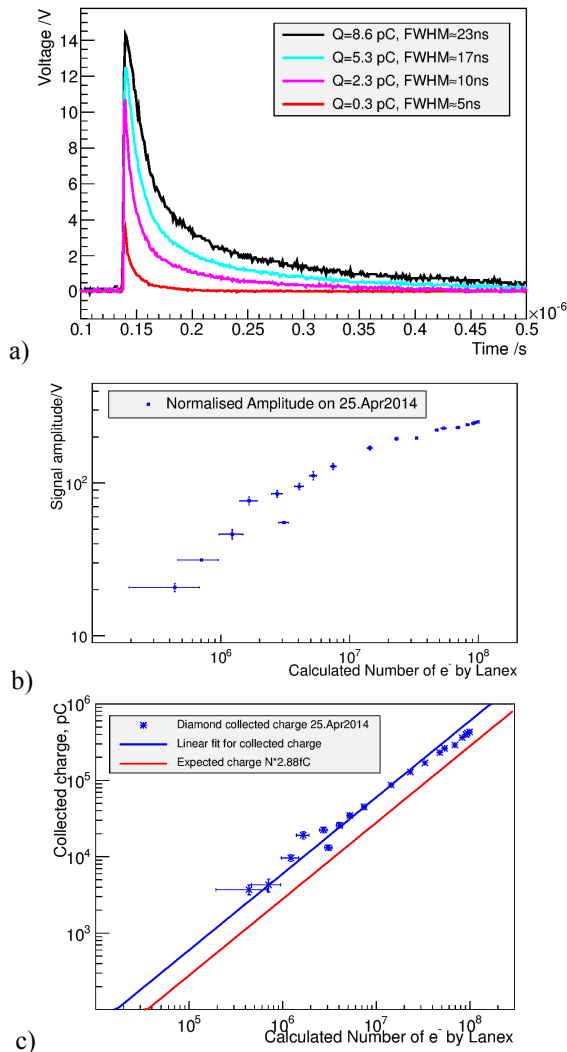 Voltage /V
14
12
10
8
6
4
2
0
Q=8.6 pC, FWHM≈23ns
Q=5.3 pC, FWHM≈17ns
Q=2.3 pC, FWHM≈10ns
Q=0.3 pC, FWHM≈5ns
0.1 0.15 0.2 0.25 0.3 0.35 0.4 0.45 0.5
×10⁻⁶
Time /s
a)
Signal amplitude/V
Normalised Amplitude on 25.Apr2014
10²
10
10⁶ 10⁷ 10⁸
Calculated Number of e⁻ by Lanex
b)
Collected charge, pC
10⁶
10⁵
10⁴
10³
Diamond collected charge 25.Apr2014
Linear fit for collected charge
Expected charge N*2.88fC
10⁵ 10⁶ 10⁷ 10⁸
Calculated Number of e⁻ by Lanex
c)